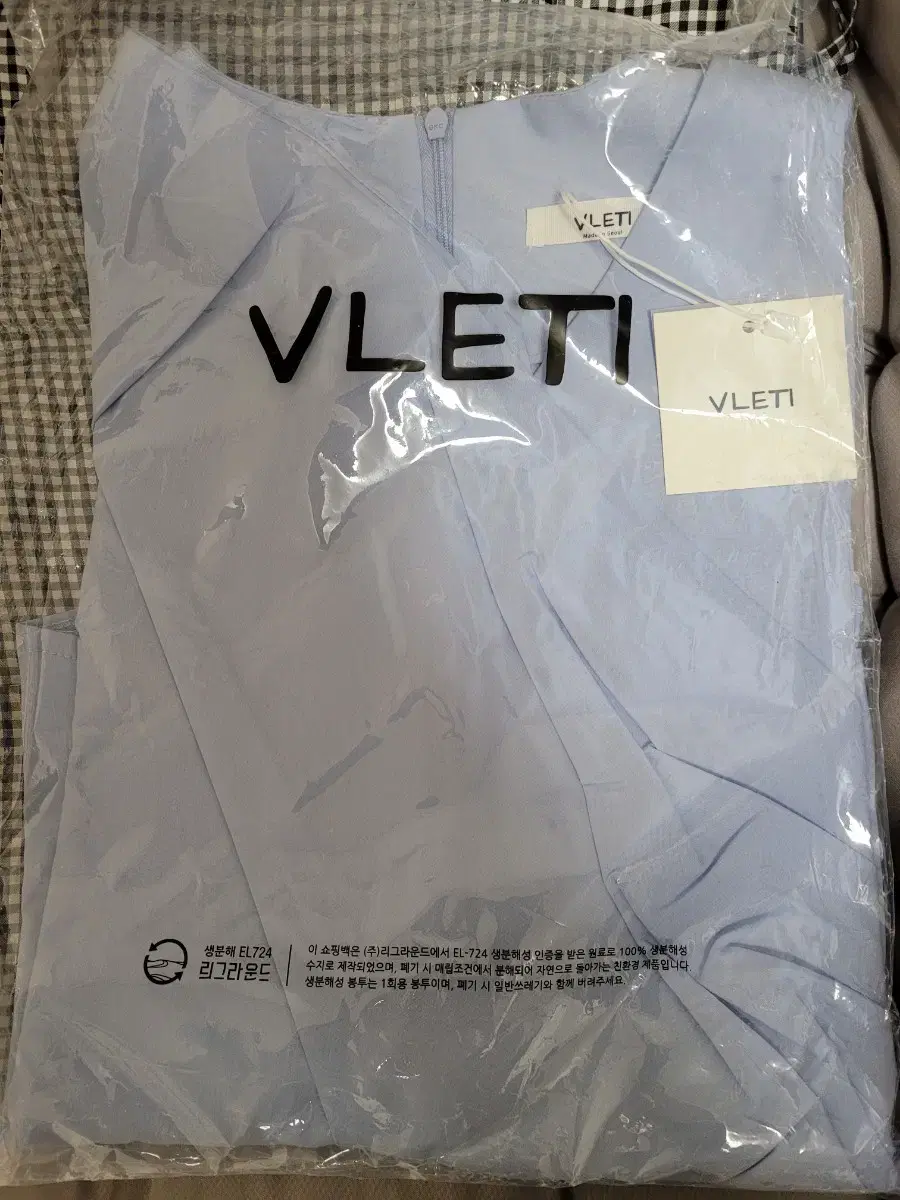 VLETI
Made in Seoul
VLETI
VLETI
생분해 EL724
리그라운드
이 쇼핑백은 (주)리그라운드에서 EL-724 생분해성 인증을 받은 원료로 100% 생분해성
수지로 제작되었으며, 폐기 시 매립조건에서 분해되어 자연으로 돌아가는 친환경 제품입니다.
생분해성 봉투는 1회용 봉투이며, 폐기 시 일반쓰레기와 함께 버려주세요.